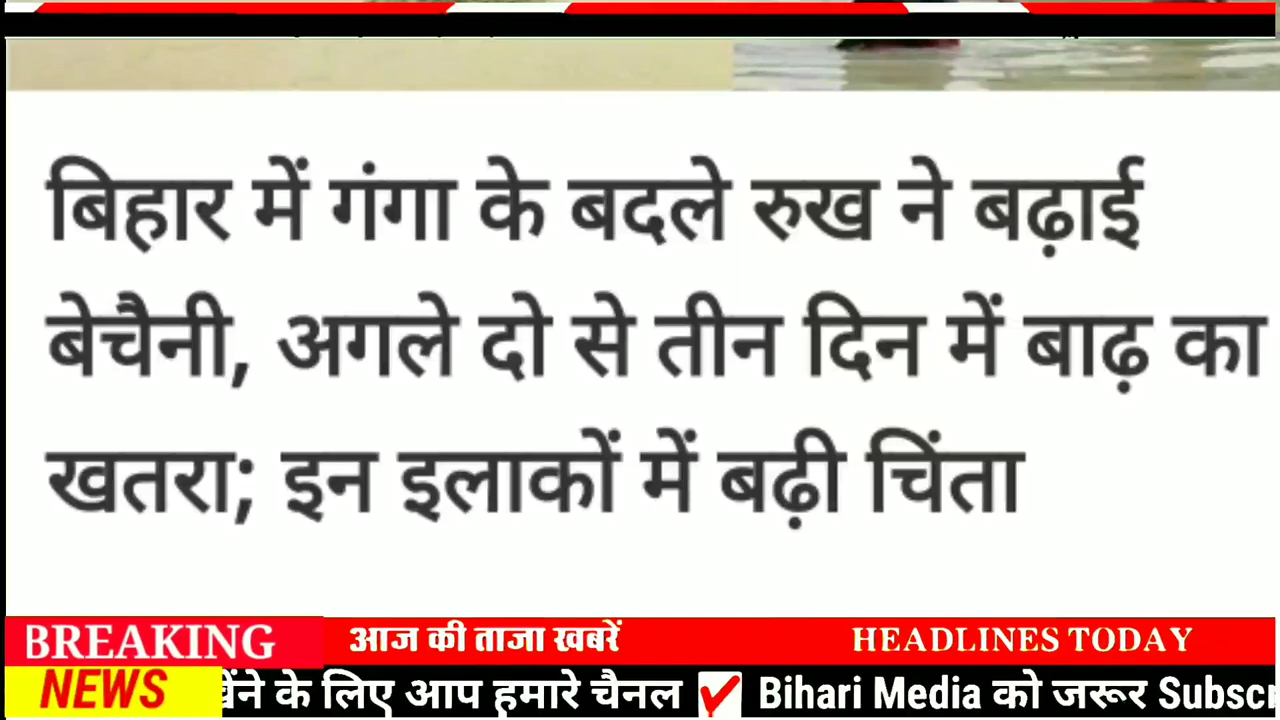 बिहार में गंगा के बदले रुख ने बढ़ाई
बेचैनी, अगले दो से तीन दिन में बाढ़ का
खतरा; इन इलाकों में बढ़ी चिंता
BREAKING आज की ताजा खबरें HEADLINES TODAY
NEWS के लिए आप हमारे चैनल ✔ Bihari Media को जरूर